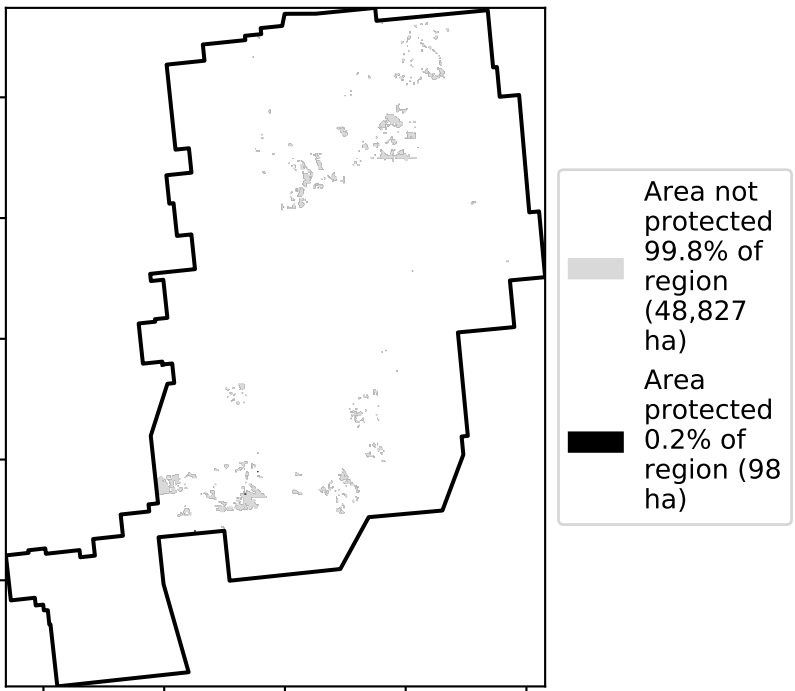 Area not
protected
99.8% of
region
(48,827
ha)
Area
protected
0.2% of
region (98
ha)